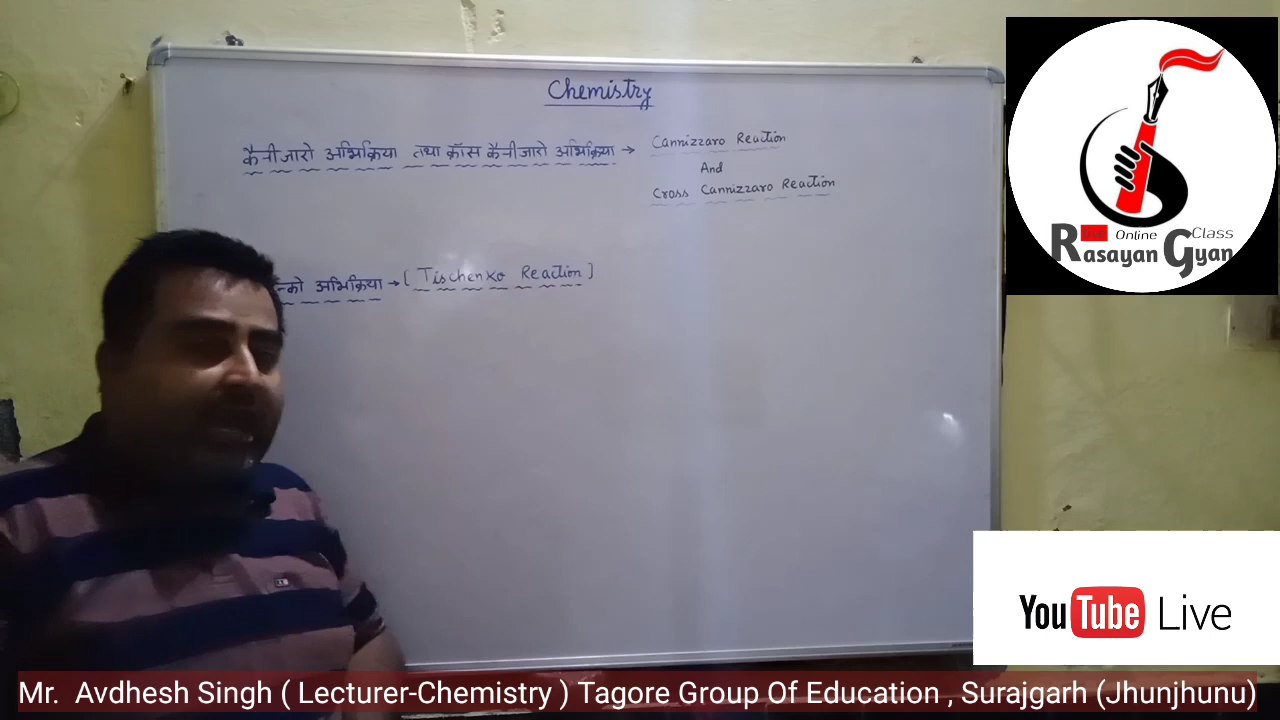 Chemistry
कैनीजारो अभिक्रिया तथा क्रॉस कैनीजारो अभिक्रिया → Cannizzaro Reaction
And
Cross Cannizzaro Reaction
न्को अभिक्रिया → [ Tischenko Reaction ]
Rasayan Gyan
Live Online Class
YouTube Live
Mr. Avdhesh Singh ( Lecturer-Chemistry ) Tagore Group Of Education , Surajgarh (Jhunjhunu)